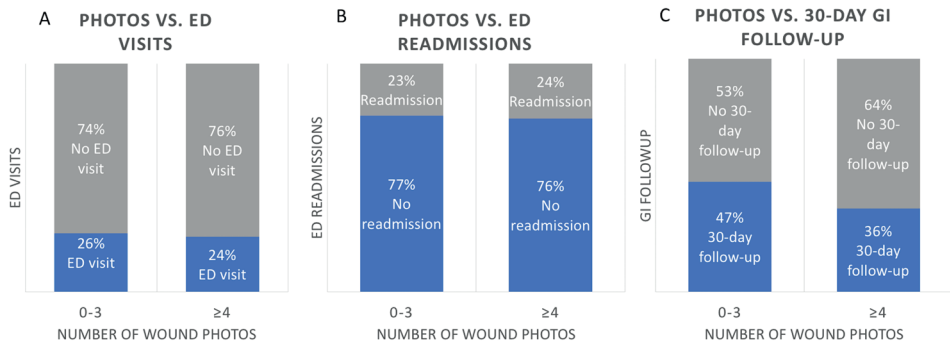 A
PHOTOS VS. ED
VISITS
ED VISITS
74%
No ED
visit
76%
No ED
visit
26%
ED visit
24%
ED visit
0-3
≥4
NUMBER OF WOUND PHOTOS
B
PHOTOS VS. ED
READMISSIONS
ED READMISSIONS
23%
Readmission
24%
Readmission
77%
No
readmission
76%
No
readmission
0-3
≥4
NUMBER OF WOUND PHOTOS
C
PHOTOS VS. 30-DAY GI
FOLLOW-UP
GI FOLLOWUP
53%
No 30-
day
follow-up
64%
No 30-
day
follow-up
47%
30-day
follow-up
36%
30-day
follow-up
0-3
≥4
NUMBER OF WOUND PHOTOS